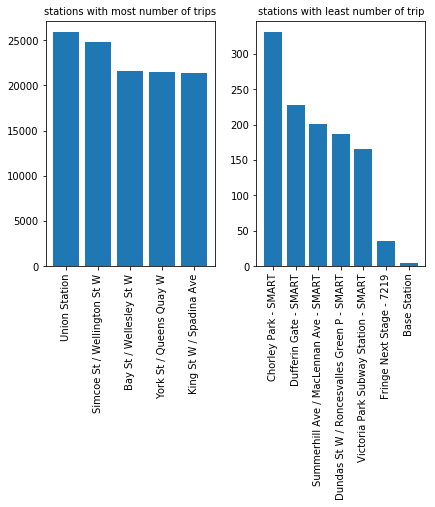 stations with most number of trips
25000
20000
15000
10000
5000
0
Union Station
Simcoe St / Wellington St W
Bay St / Wellesley St W
York St / Queens Quay W
King St W / Spadina Ave
stations with least number of trip
300
250
200
150
100
50
0
Chorley Park - SMART
Dufferin Gate - SMART
Summerhill Ave / MacLennan Ave - SMART
Dundas St W / Roncesvalles Green P - SMART
Victoria Park Subway Station - SMART
Fringe Next Stage - 7219
Base Station